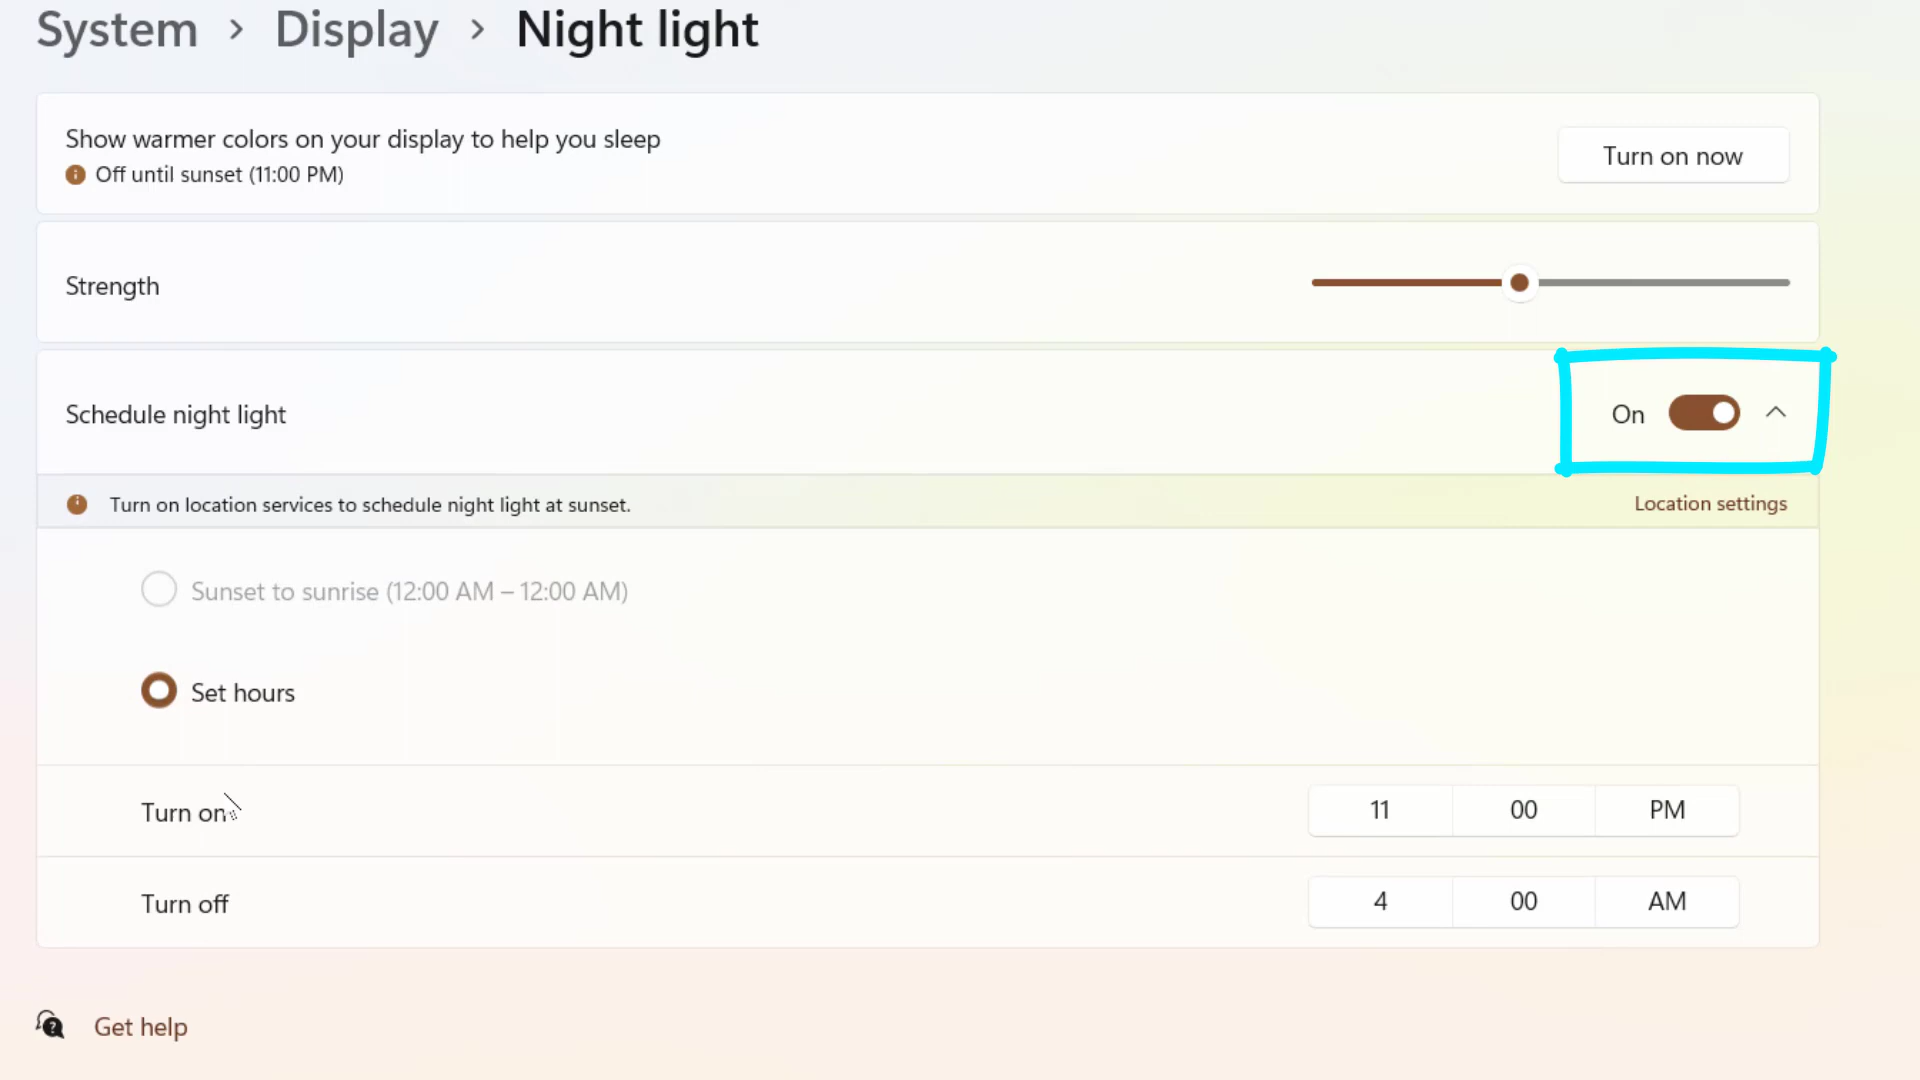 System > Display > Night light
Show warmer colors on your display to help you sleep
Off until sunset (11:00 PM)
Turn on now
Strength
Schedule night light
On
Turn on location services to schedule night light at sunset.
Location settings
Sunset to sunrise (12:00 AM – 12:00 AM)
Set hours
Turn on
11 00 PM
Turn off
4 00 AM
Get help